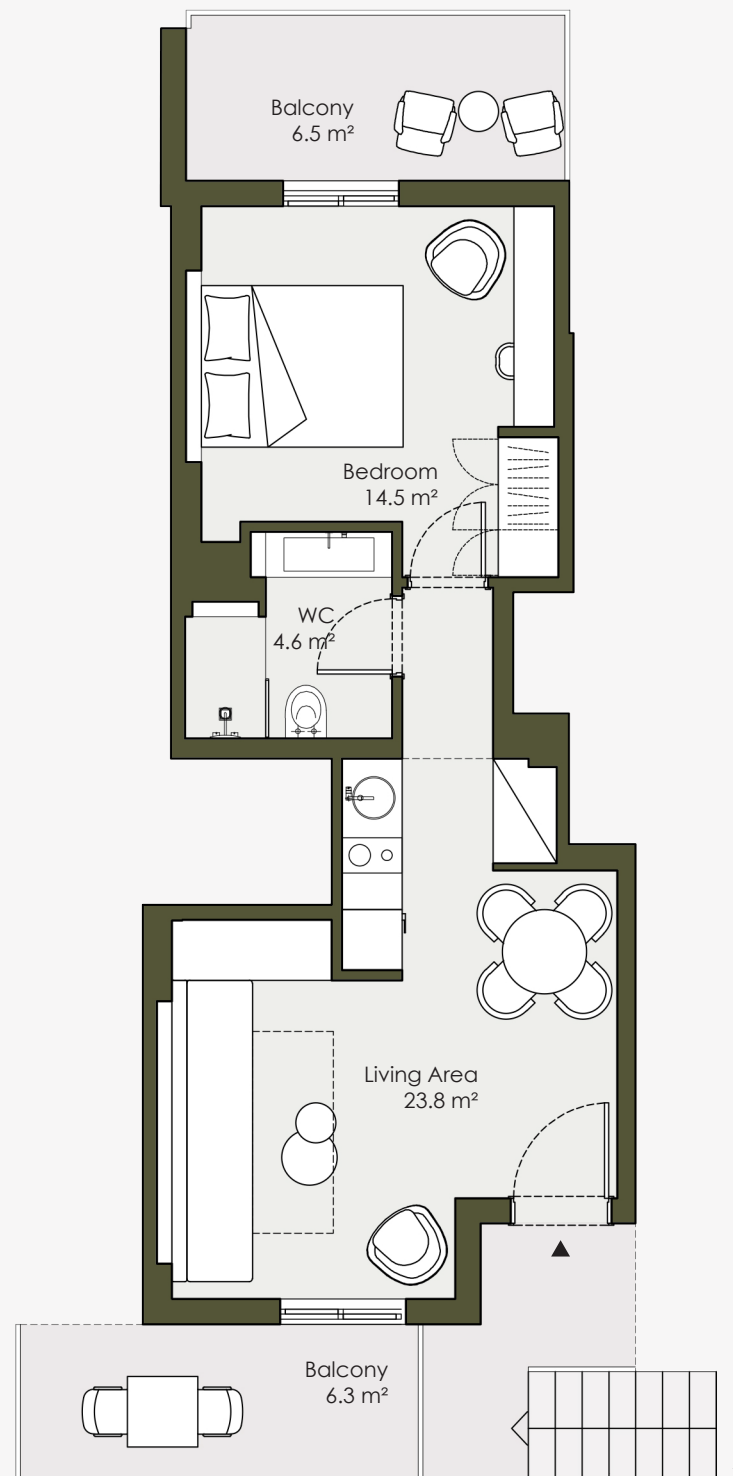 Balcony
6.5 m²
Bedroom
14.5 m²
WC
4.6 m²
Living Area
23.8 m²
Balcony
6.3 m²